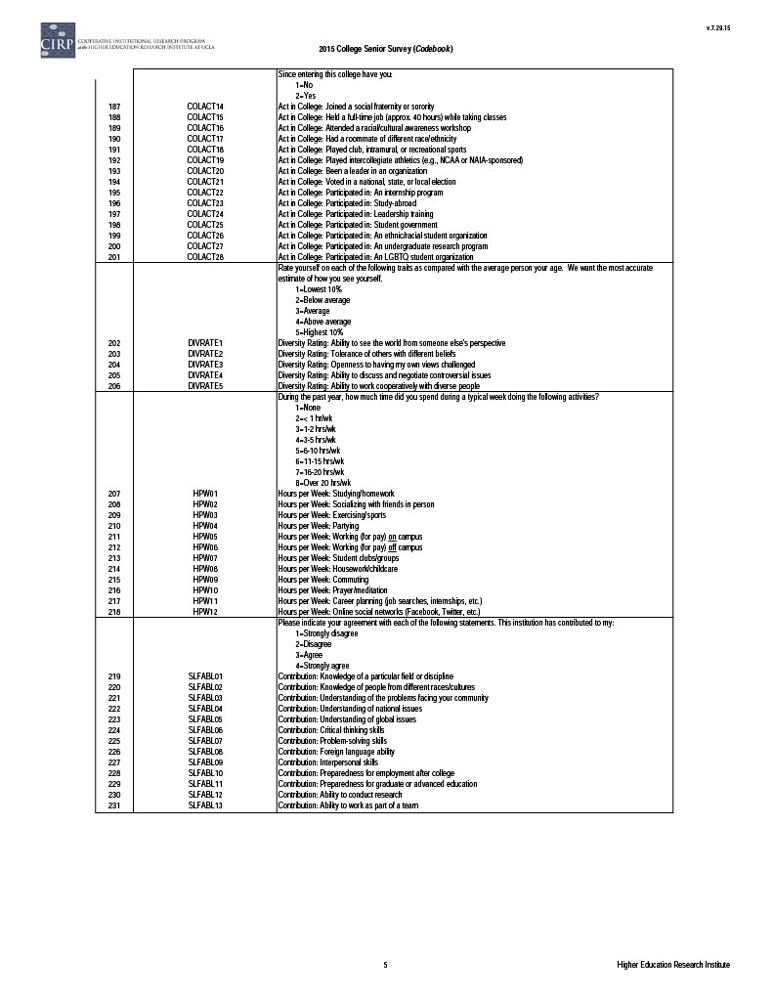 v.7.29.15
CIRP
COOPERATIVE INSTITUTIONAL RESEARCH PROGRAM
at the HIGHER EDUCATION RESEARCH INSTITUTE AT UCLA
2015 College Senior Survey (Codebook)
Since entering this college have you:
1=No
2=Yes
187 COLACT14 Act in College: Joined a social fraternity or sorority
188 COLACT15 Act in College: Held a full-time job (approx. 40 hours) while taking classes
189 COLACT16 Act in College: Attended a racial/cultural awareness workshop
190 COLACT17 Act in College: Had a roommate of different race/ethnicity
191 COLACT18 Act in College: Played club, intramural, or recreational sports
192 COLACT19 Act in College: Played intercollegiate athletics (e.g., NCAA or NAIA-sponsored)
193 COLACT20 Act in College: Been a leader in an organization
194 COLACT21 Act in College: Voted in a national, state, or local election
195 COLACT22 Act in College: Participated in: An internship program
196 COLACT23 Act in College: Participated in: Study-abroad
197 COLACT24 Act in College: Participated in: Leadership training
198 COLACT25 Act in College: Participated in: Student government
199 COLACT26 Act in College: Participated in: An ethnic/racial student organization
200 COLACT27 Act in College: Participated in: An undergraduate research program
201 COLACT28 Act in College: Participated in: An LGBTQ student organization
Rate yourself on each of the following traits as compared with the average person your age. We want the most accurate
estimate of how you see yourself.
1=Lowest 10%
2=Below average
3=Average
4=Above average
5=Highest 10%
202 DIVRATE1 Diversity Rating: Ability to see the world from someone else's perspective
203 DIVRATE2 Diversity Rating: Tolerance of others with different beliefs
204 DIVRATE3 Diversity Rating: Openness to having my own views challenged
205 DIVRATE4 Diversity Rating: Ability to discuss and negotiate controversial issues
206 DIVRATE5 Diversity Rating: Ability to work cooperatively with diverse people
During the past year, how much time did you spend during a typical week doing the following activities?
1=None
2=< 1 hr/wk
3=1-2 hrs/wk
4=3-5 hrs/wk
5=6-10 hrs/wk
6=11-15 hrs/wk
7=16-20 hrs/wk
8=Over 20 hrs/wk
207 HPW01 Hours per Week: Studying/homework
208 HPW02 Hours per Week: Socializing with friends in person
209 HPW03 Hours per Week: Exercising/sports
210 HPW04 Hours per Week: Partying
211 HPW05 Hours per Week: Working (for pay) on campus
212 HPW06 Hours per Week: Working (for pay) off campus
213 HPW07 Hours per Week: Student clubs/groups
214 HPW08 Hours per Week: Housework/childcare
215 HPW09 Hours per Week: Commuting
216 HPW10 Hours per Week: Prayer/meditation
217 HPW11 Hours per Week: Career planning (job searches, internships, etc.)
218 HPW12 Hours per Week: Online social networks (Facebook, Twitter, etc.)
Please indicate your agreement with each of the following statements. This institution has contributed to my:
1=Strongly disagree
2=Disagree
3=Agree
4=Strongly agree
219 SLFABL01 Contribution: Knowledge of a particular field or discipline
220 SLFABL02 Contribution: Knowledge of people from different races/cultures
221 SLFABL03 Contribution: Understanding of the problems facing your community
222 SLFABL04 Contribution: Understanding of national issues
223 SLFABL05 Contribution: Understanding of global issues
224 SLFABL06 Contribution: Critical thinking skills
225 SLFABL07 Contribution: Problem-solving skills
226 SLFABL08 Contribution: Foreign language ability
227 SLFABL09 Contribution: Interpersonal skills
228 SLFABL10 Contribution: Preparedness for employment after college
229 SLFABL11 Contribution: Preparedness for graduate or advanced education
230 SLFABL12 Contribution: Ability to conduct research
231 SLFABL13 Contribution: Ability to work as part of a team
5
Higher Education Research Institute